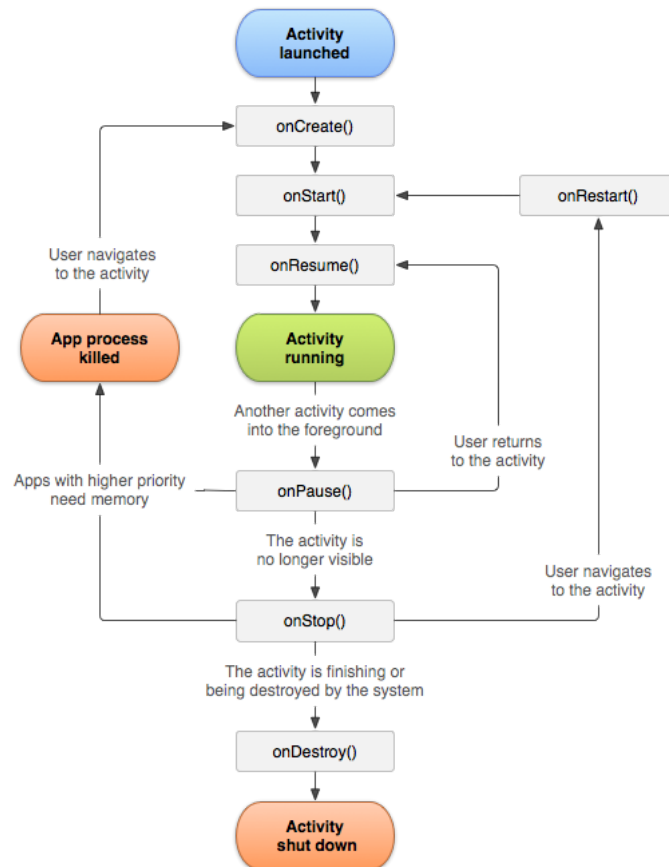 Activity
launched
onCreate()
onStart()
onRestart()
User navigates
to the activity
onResume()
App process
killed
Activity
running
Another activity comes
into the foreground
User returns
to the activity
Apps with higher priority
need memory
onPause()
The activity is
no longer visible
User navigates
to the activity
onStop()
The activity is finishing or
being destroyed by the system
onDestroy()
Activity
shut down